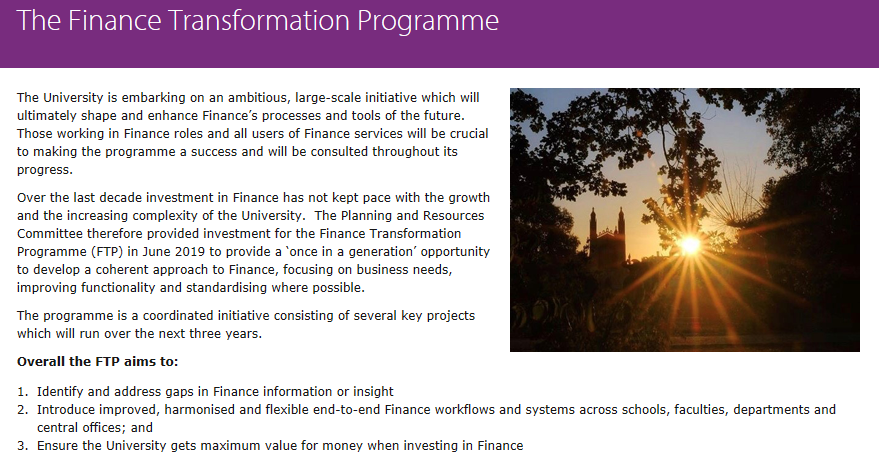 The Finance Transformation Programme
The University is embarking on an ambitious, large-scale initiative which will
ultimately shape and enhance Finance's processes and tools of the future.
Those working in Finance roles and all users of Finance services will be crucial
to making the programme a success and will be consulted throughout its
progress.
Over the last decade investment in Finance has not kept pace with the growth
and the increasing complexity of the University.  The Planning and Resources
Committee therefore provided investment for the Finance Transformation
Programme (FTP) in June 2019 to provide a 'once in a generation' opportunity
to develop a coherent approach to Finance, focusing on business needs,
improving functionality and standardising where possible.
The programme is a coordinated initiative consisting of several key projects
which will run over the next three years.
Overall the FTP aims to:
1. Identify and address gaps in Finance information or insight
2. Introduce improved, harmonised and flexible end-to-end Finance workflows and systems across schools, faculties, departments and
central offices; and
3. Ensure the University gets maximum value for money when investing in Finance